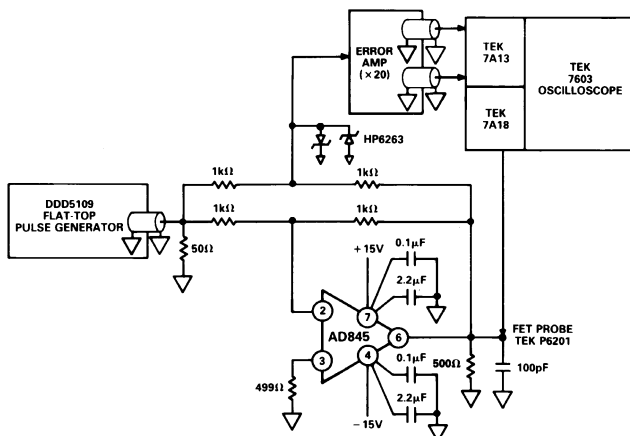 ERROR
AMP
(×20)
TEK
7A13
TEK
7603
OSCILLOSCOPE
TEK
7A18
HP6263
1kΩ
1kΩ
DDD5109
FLAT-TOP
PULSE GENERATOR
1kΩ
1kΩ
50Ω
+15V
0.1μF
2.2μF
2
7
AD845
6
3
4
499Ω
0.1μF
2.2μF
−15V
500Ω
FET PROBE
TEK P6201
100pF